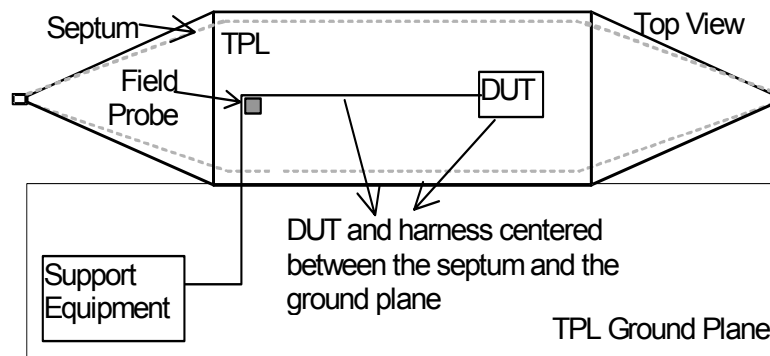 Septum
TPL
Top View
Field
Probe
DUT
DUT and harness centered
between the septum and the
ground plane
Support
Equipment
TPL Ground Plane